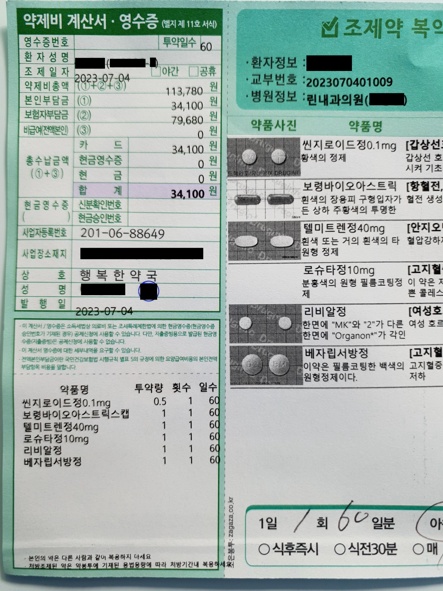 약제비 계산서 · 영수증 (별지 제 11호 서식)
영수증번호 투약일수 60
환자성명
조제일자 2023-07-04 야간 공휴
약제비총액 (①+②+③) 113,780 원
본인부담금 (①) 34,100 원
보험자부담금 (②) 79,680 원
비급여(전액본인) (③) 0 원
총수납금액 (①+③)
카드 34,100 원
현금영수증 0 원
현금 0 원
합계 34,100 원
현금영수증 ( )
신분확인번호
현금승인번호
사업자등록번호 201-06-88649
사업장소재지
상호 행복한약국
성명
발행일 2023-07-04
약품명 투약량 횟수 일수
씬지로이드정0.1mg 0.5 1 60
보령바이오아스트릭스캡 1 1 60
텔미트렌정40mg 1 1 60
로슈타정10mg 1 1 60
리비알정 1 1 60
베자립서방정 1 1 60
· 본인의 약은 다른 사람과 같이 복용하지 마세요
조제약 복약
· 환자정보 :
· 교부번호 : 2023070401009
· 병원정보 : 린내과의원(
약품사진 약품명
씬지로이드정0.1mg [갑상선호
황색의 정제 갑상선 호
시켜 기초
보령바이오아스트릭 [항혈전
흰색의 장용피 구형입자가 혈전 생성
든 상하 주황색의 투명한
텔미트렌정40mg [안지오
흰색 또는 거의 흰색의 타 혈압강하
원형 정제
로슈타정10mg [고지혈
분홍색의 원형 필름코팅정 이 약은
제 쁜 콜레스
리비알정 [여성호
한면에 "MK"와 "2"가 다른 여성 호르
한면에 "Organon*"가 각인
베자립서방정 [고지혈
이약은 필름코팅한 백색의 고지혈증
원형정제이다. 저하
zagaza.co.kr
1일 1 회 60 일분
식후즉시 식전30분 매